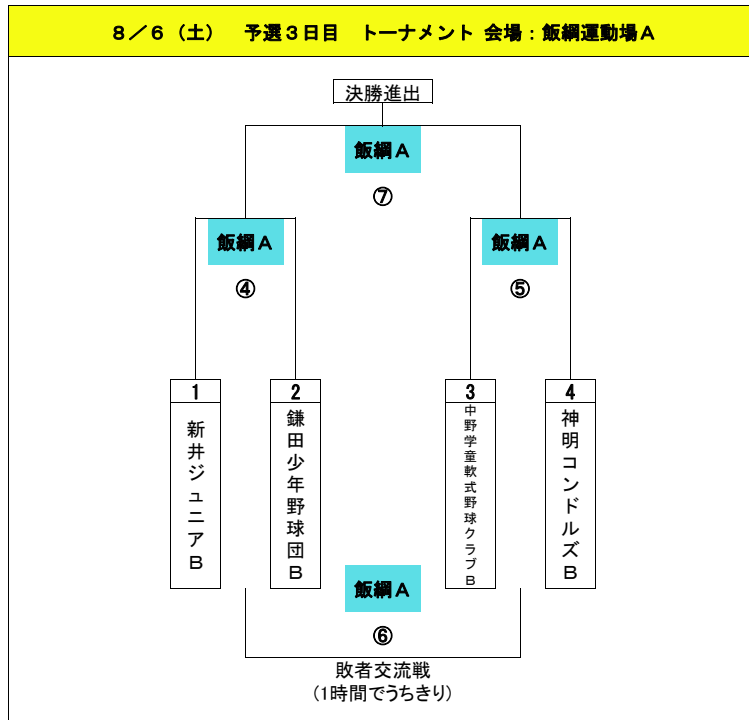 8/6(土) 予選3日目 トーナメント 会場:飯綱運動場A
決勝進出
飯綱A
⑦
飯綱A
④
飯綱A
⑤
1
新井ジュニアB
2
鎌田少年野球団B
3
中野学童軟式野球クラブB
4
神明コンドルズB
飯綱A
⑥
敗者交流戦
(1時間でうちきり)